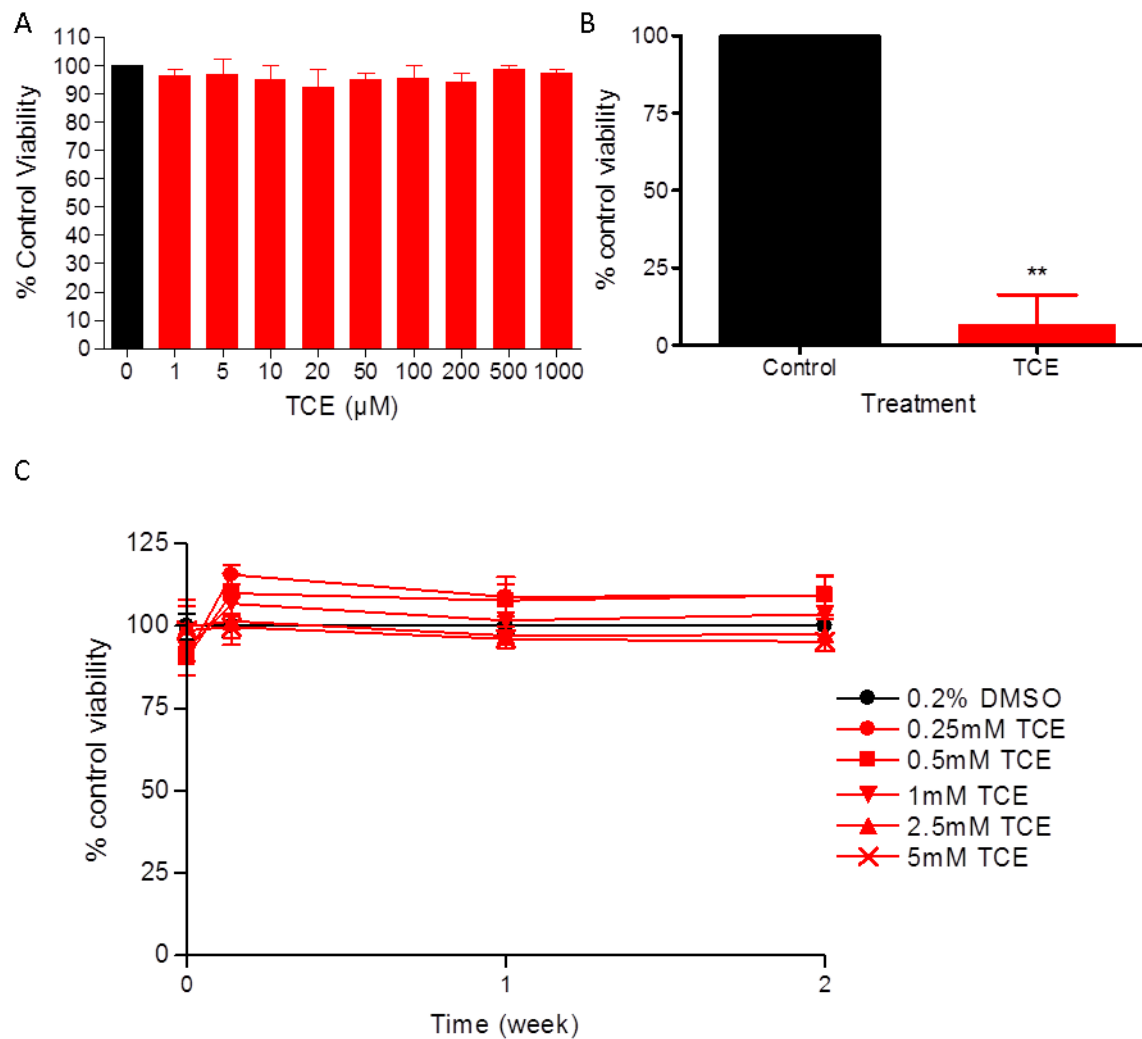 A
% Control Viability
110
100
90
80
70
60
50
40
30
20
10
0
0 1 5 10 20 50 100 200 500 1000
TCE (µM)
B
% control viability
100
75
50
25
0
**
Control TCE
Treatment
C
% control viability
125
100
75
50
25
0
0 1 2
Time (week)
0.2% DMSO
0.25mM TCE
0.5mM TCE
1mM TCE
2.5mM TCE
5mM TCE